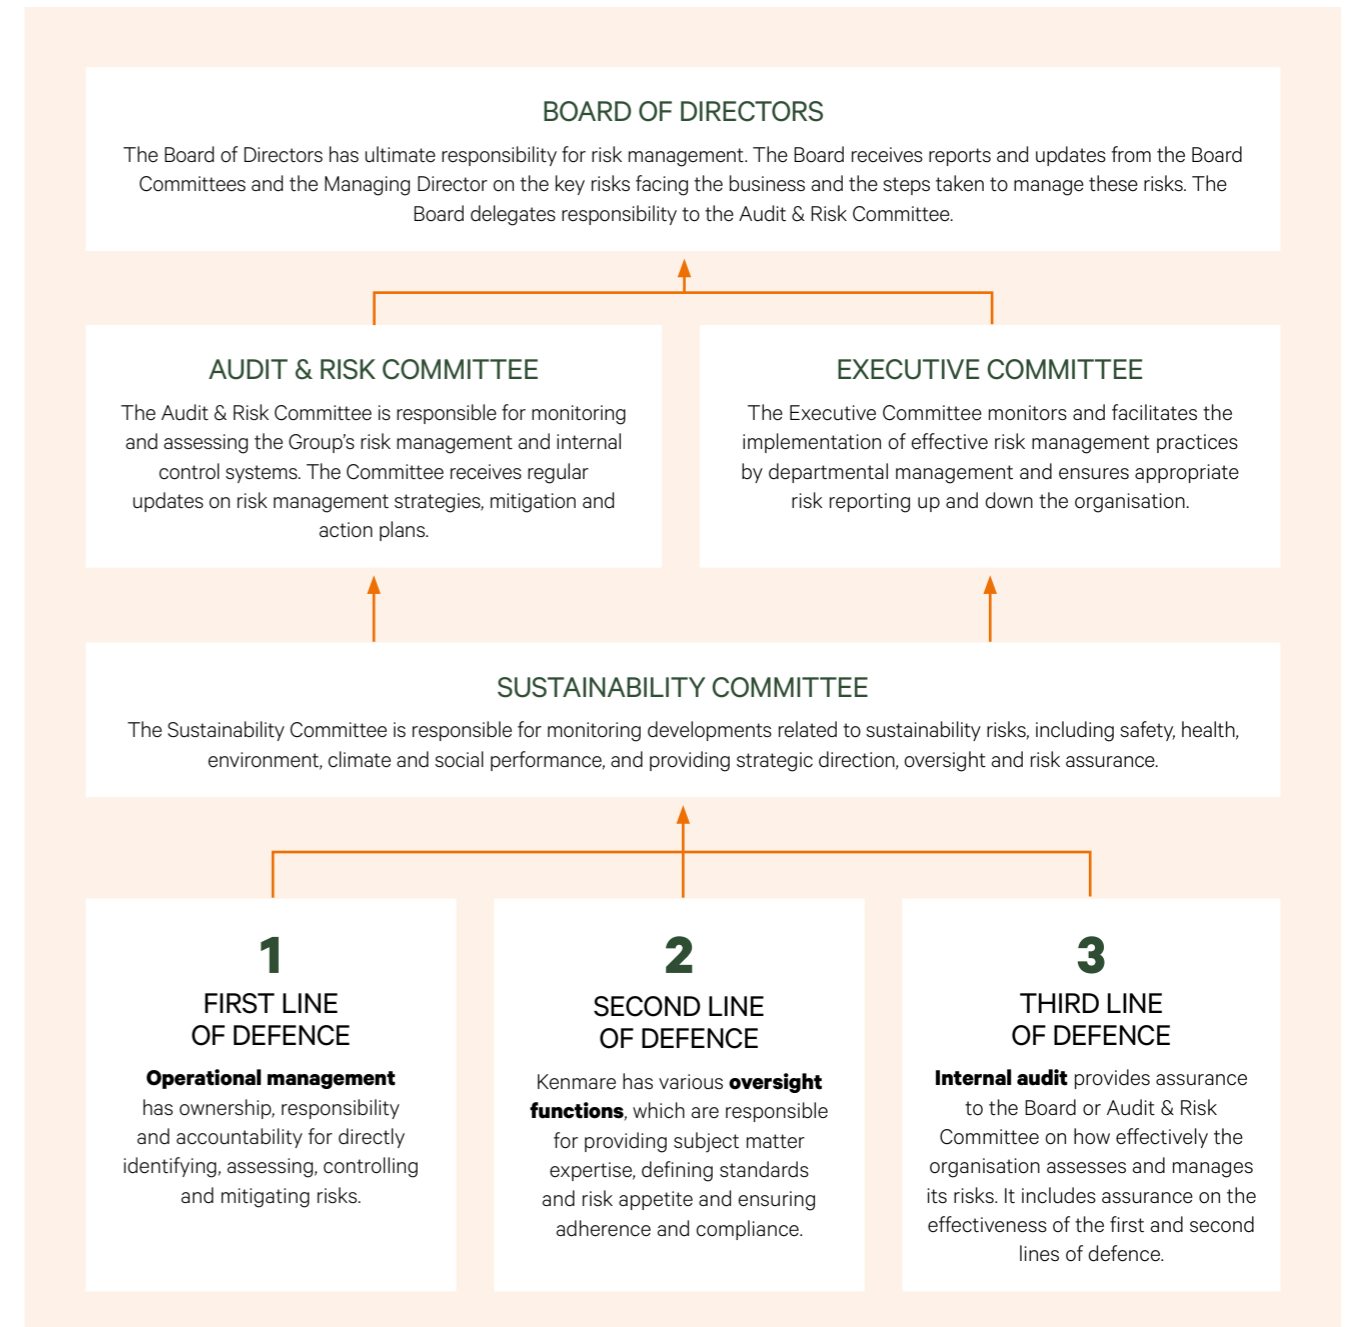 BOARD OF DIRECTORS
The Board of Directors has ultimate responsibility for risk management. The Board receives reports and updates from the Board
Committees and the Managing Director on the key risks facing the business and the steps taken to manage these risks. The
Board delegates responsibility to the Audit & Risk Committee.
AUDIT & RISK COMMITTEE
The Audit & Risk Committee is responsible for monitoring
and assessing the Group’s risk management and internal
control systems. The Committee receives regular
updates on risk management strategies, mitigation and
action plans.
EXECUTIVE COMMITTEE
The Executive Committee monitors and facilitates the
implementation of effective risk management practices
by departmental management and ensures appropriate
risk reporting up and down the organisation.
SUSTAINABILITY COMMITTEE
The Sustainability Committee is responsible for monitoring developments related to sustainability risks, including safety, health,
environment, climate and social performance, and providing strategic direction, oversight and risk assurance.
1
FIRST LINE
OF DEFENCE
Operational management
has ownership, responsibility
and accountability for directly
identifying, assessing, controlling
and mitigating risks.
2
SECOND LINE
OF DEFENCE
Kenmare has various oversight
functions, which are responsible
for providing subject matter
expertise, defining standards
and risk appetite and ensuring
adherence and compliance.
3
THIRD LINE
OF DEFENCE
Internal audit provides assurance
to the Board or Audit & Risk
Committee on how effectively the
organisation assesses and manages
its risks. It includes assurance on the
effectiveness of the first and second
lines of defence.